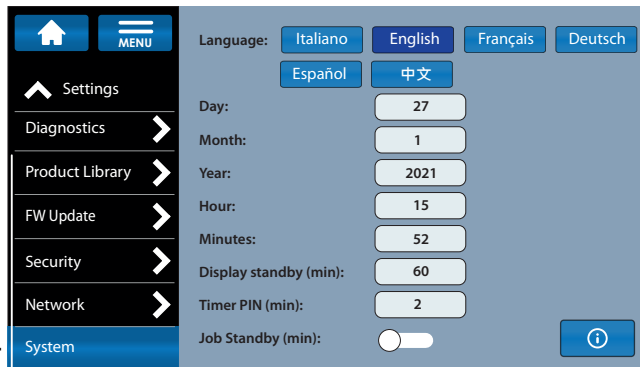 MENU
Settings
Diagnostics
Product Library
FW Update
Security
Network
System
Language: Italiano English Français Deutsch
Español 中文
Day: 27
Month: 1
Year: 2021
Hour: 15
Minutes: 52
Display standby (min): 60
Timer PIN (min): 2
Job Standby (min):